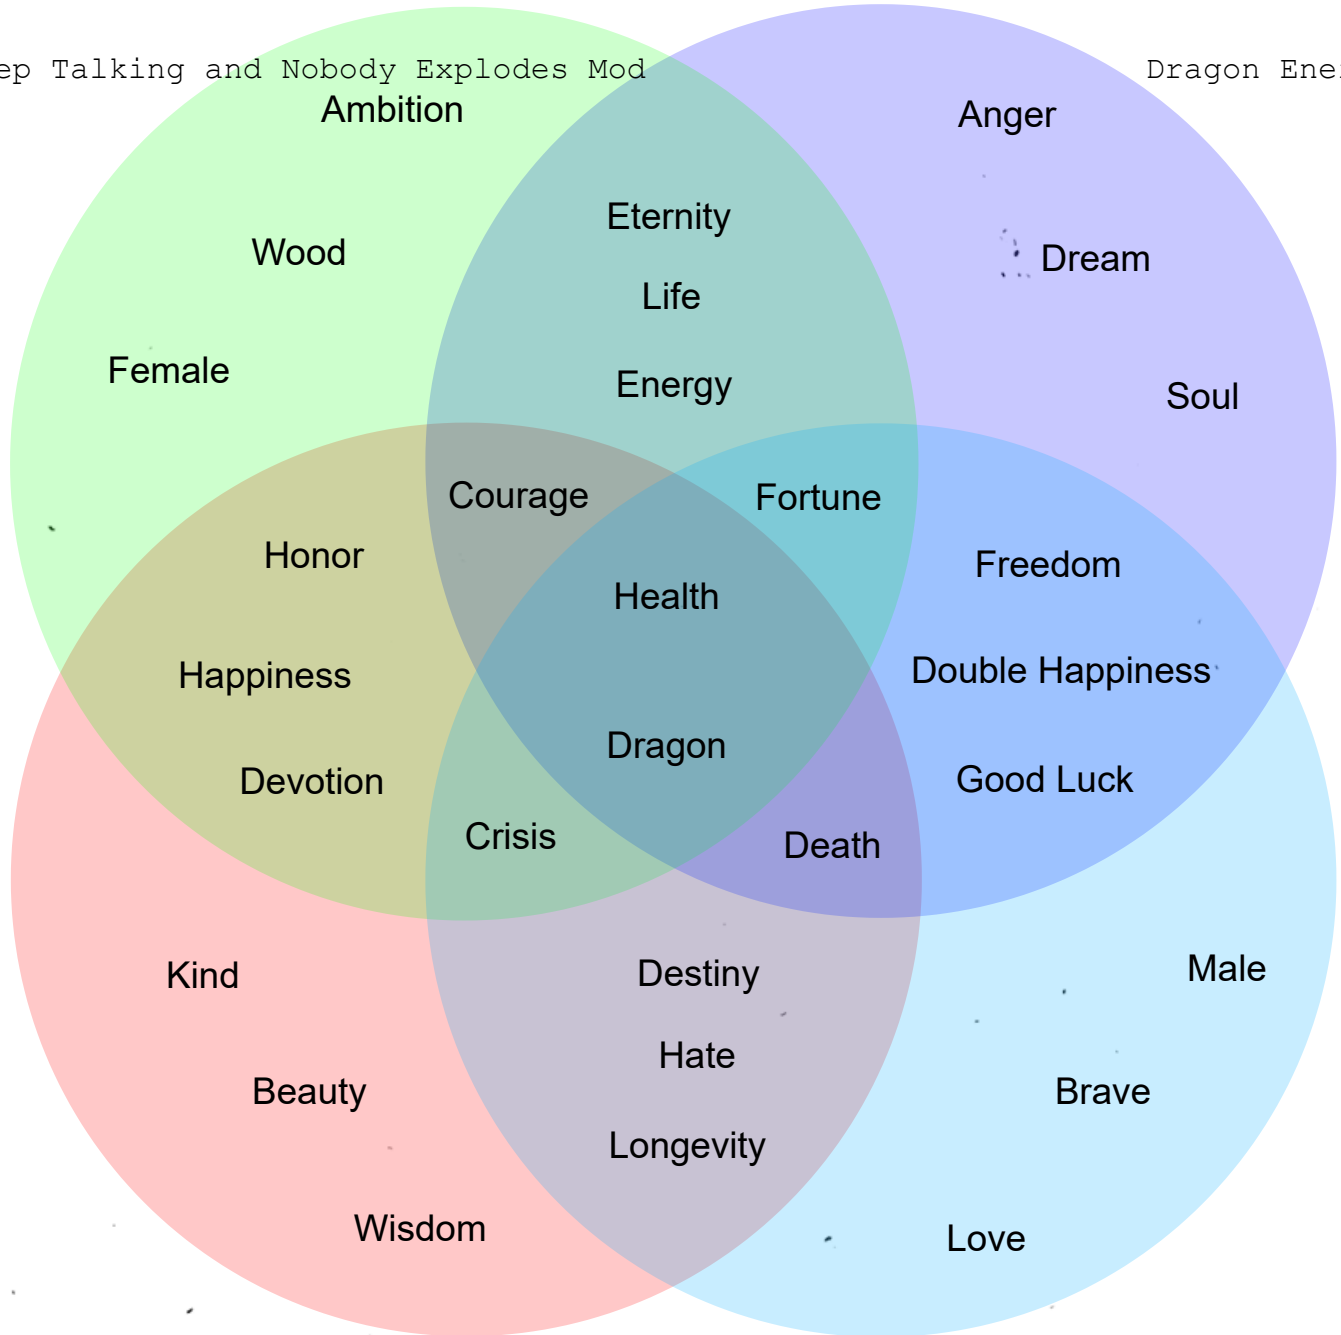 ep Talking and Nobody Explodes Mod
Dragon Ene
Ambition
Anger
Eternity
Wood
Dream
Life
Female
Energy
Soul
Courage
Fortune
Honor
Freedom
Health
Happiness
Double Happiness
Dragon
Devotion
Good Luck
Crisis
Death
Kind
Destiny
Male
Hate
Beauty
Brave
Longevity
Wisdom
Love